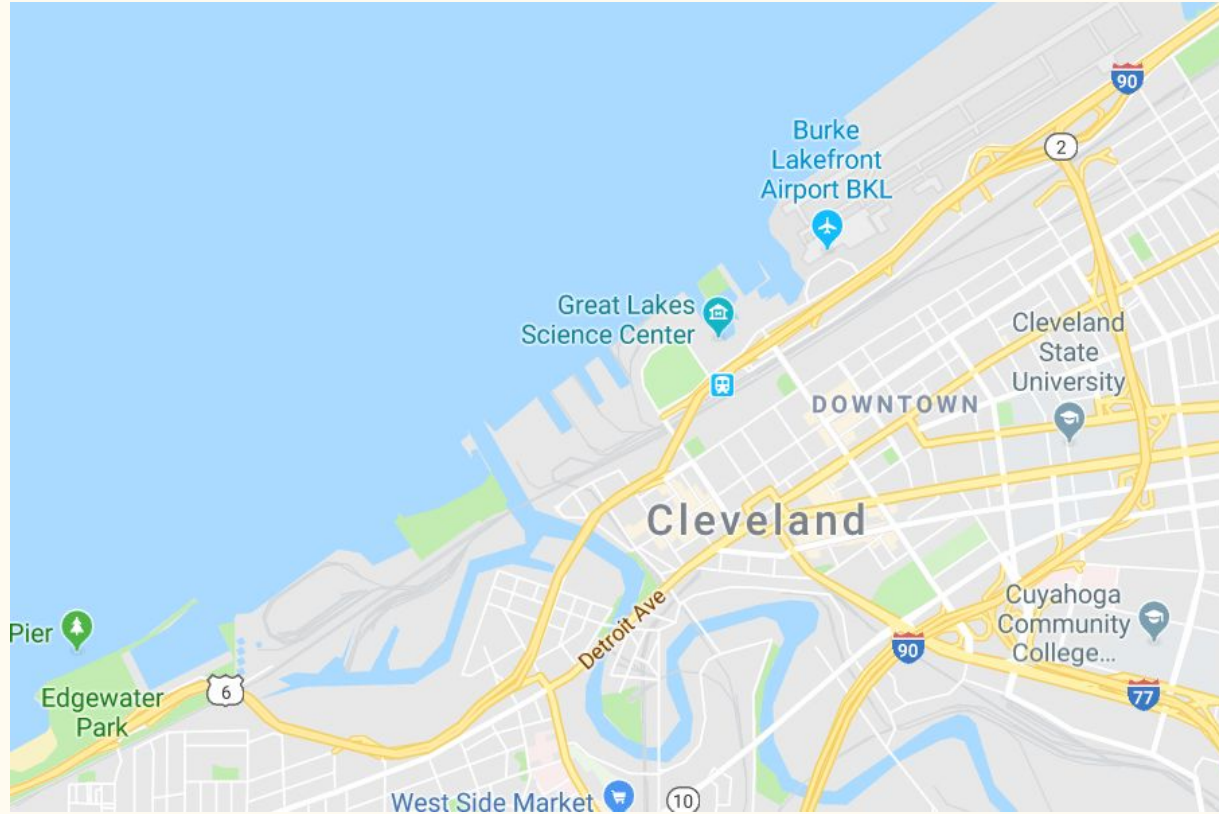 90
2
Burke
Lakefront
Airport BKL
Great Lakes
Science Center
Cleveland
State
University
DOWNTOWN
Cleveland
Detroit Ave
Cuyahoga
Community
College...
90
77
Pier
6
Edgewater
Park
West Side Market
10